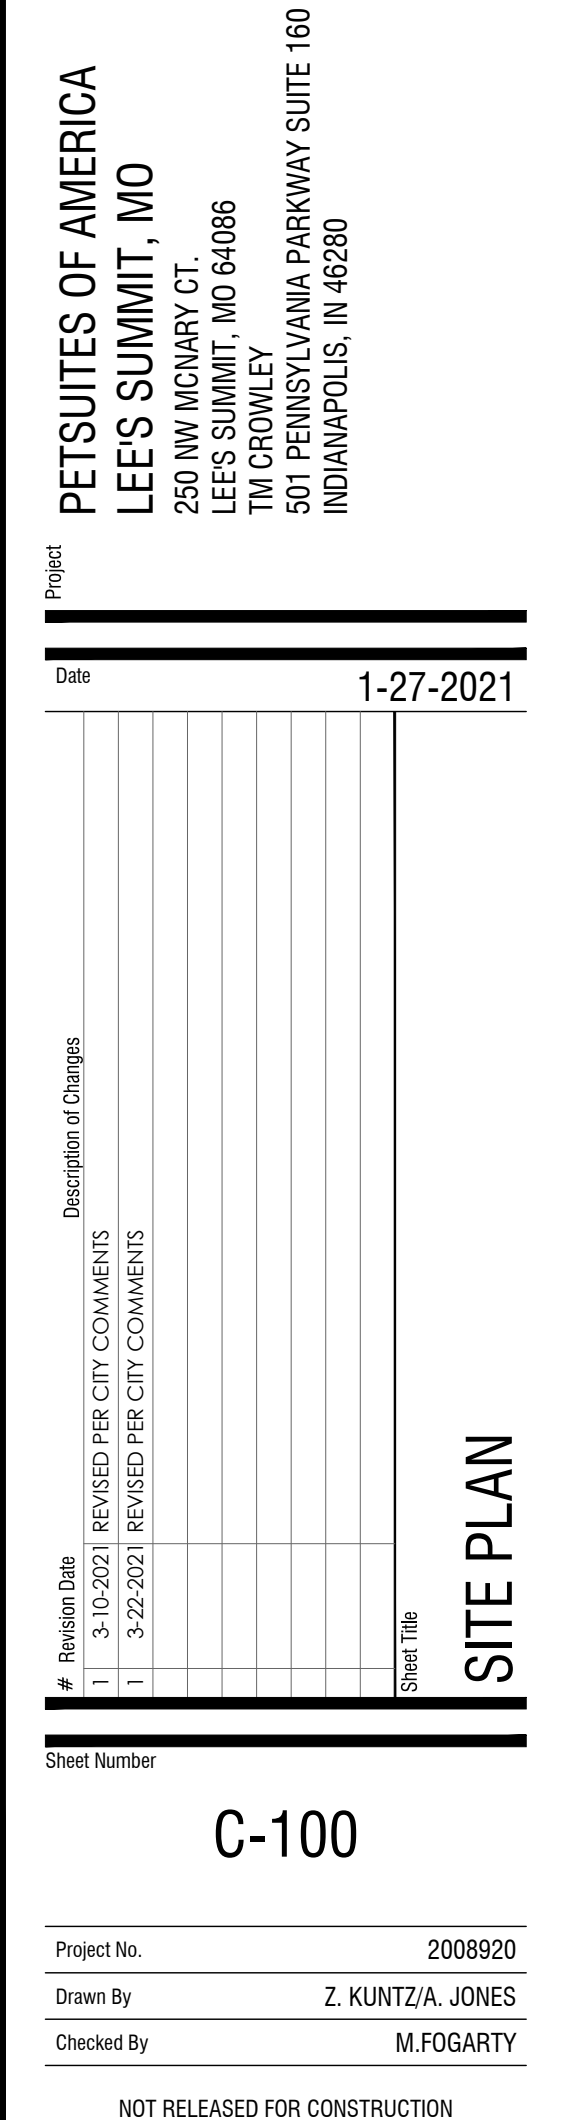 PETSUITES OF AMERICA
LEE'S SUMMIT, MO
250 NW MCNARY CT.
LEE'S SUMMIT, MO 64086
TM CROWLEY
501 PENNSYLVANIA PARKWAY SUITE 160
INDIANAPOLIS, IN 46280
Project
Date 1-27-2021
# Revision Date Description of Changes
1 3-10-2021 REVISED PER CITY COMMENTS
1 3-22-2021 REVISED PER CITY COMMENTS
Sheet Title
SITE PLAN
Sheet Number
C-100
Project No. 2008920
Drawn By Z. KUNTZ/A. JONES
Checked By M.FOGARTY
NOT RELEASED FOR CONSTRUCTION